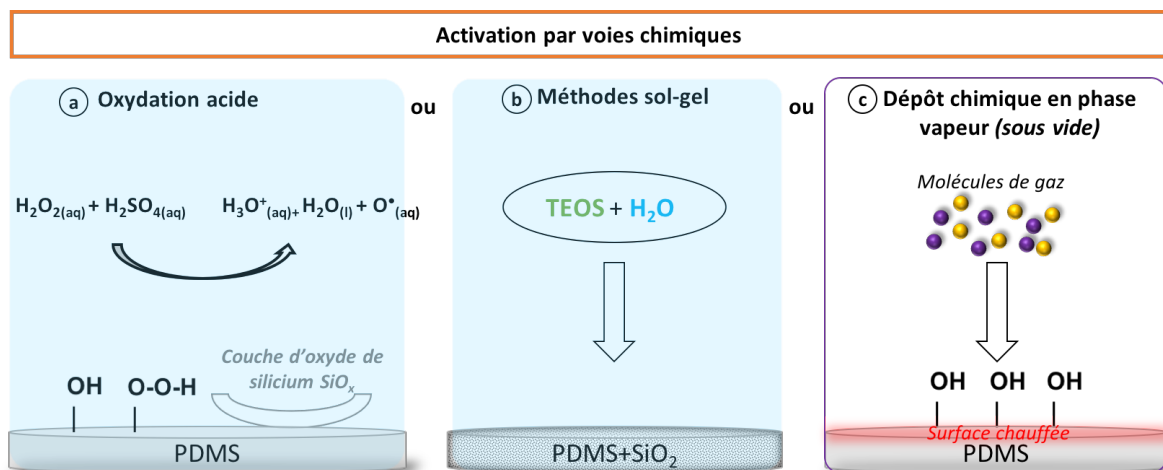 Activation par voies chimiques
a Oxydation acide
ou
b Méthodes sol-gel
ou
c Dépôt chimique en phase
vapeur (sous vide)
H₂O₂(aq) + H₂SO₄(aq)
H₃O⁺(aq)+ H₂O(l) + O•(aq)
TEOS + H₂O
Molécules de gaz
Couche d'oxyde de
silicium SiOₓ
OH
O-O-H
OH
OH
OH
Surface chauffée
PDMS
PDMS+SiO₂
PDMS